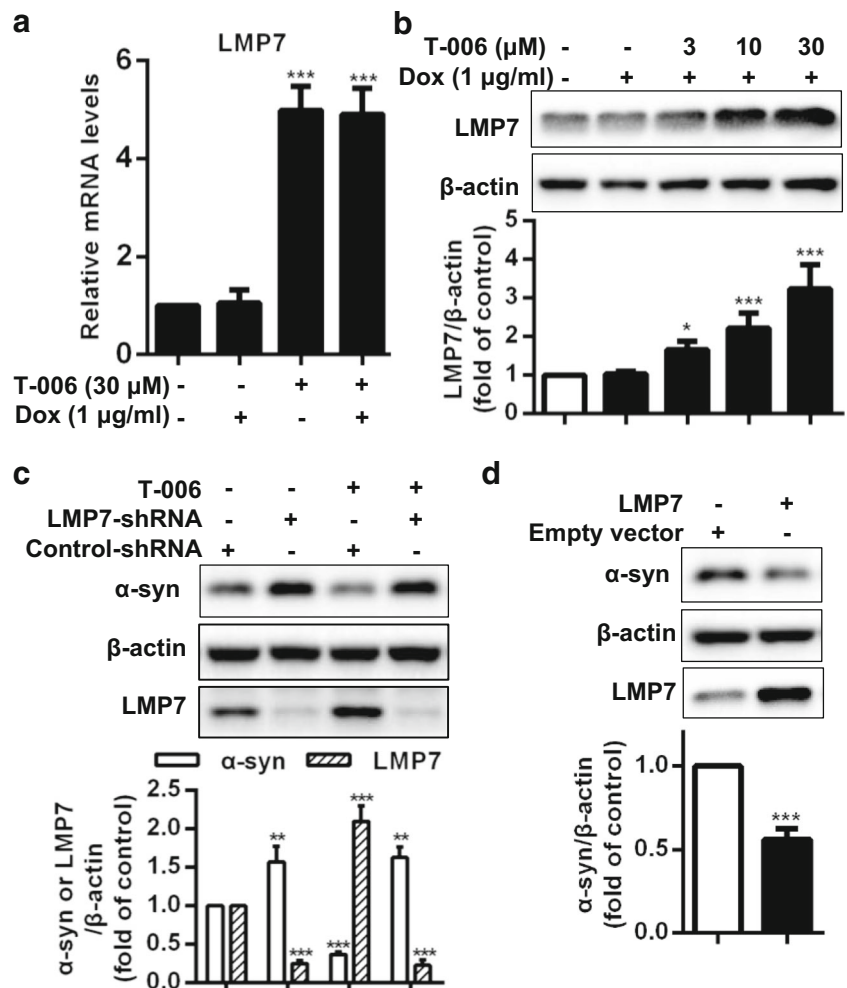 a
LMP7
Relative mRNA levels
6
4
2
0
***
***
T-006 (30 μM) - - + +
Dox (1 μg/ml) - + - +
b
T-006 (μM) - - 3 10 30
Dox (1 μg/ml) - + + + +
LMP7
β-actin
LMP7/β-actin
(fold of control)
5
4
3
2
1
0
*
***
***
c
T-006 - - + +
LMP7-shRNA - + - +
Control-shRNA + - + -
α-syn
β-actin
LMP7
α-syn LMP7
α-syn or LMP7
/β-actin
(fold of control)
2.5
2.0
1.5
1.0
0.5
0.0
**
***
***
***
**
***
d
LMP7 - +
Empty vector + -
α-syn
β-actin
LMP7
α-syn/β-actin
(fold of control)
1.0
0.5
0.0
***